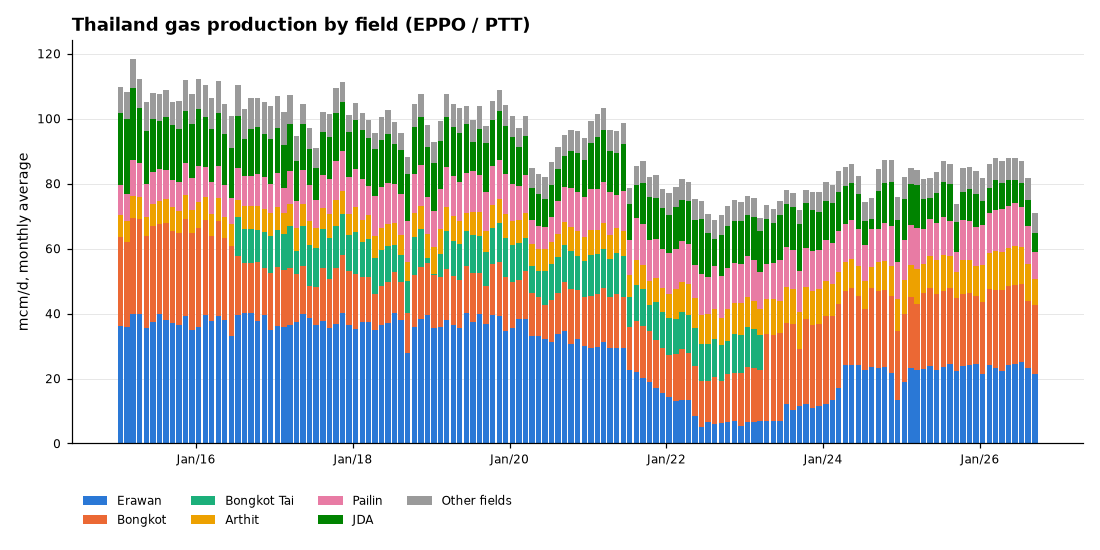 Thailand gas production by field (EPPO / PTT)
mcm/d, monthly average
120
100
80
60
40
20
0
Jan/16
Jan/18
Jan/20
Jan/22
Jan/24
Jan/26
Erawan
Bongkot Tai
Pailin
Other fields
Bongkot
Arthit
JDA